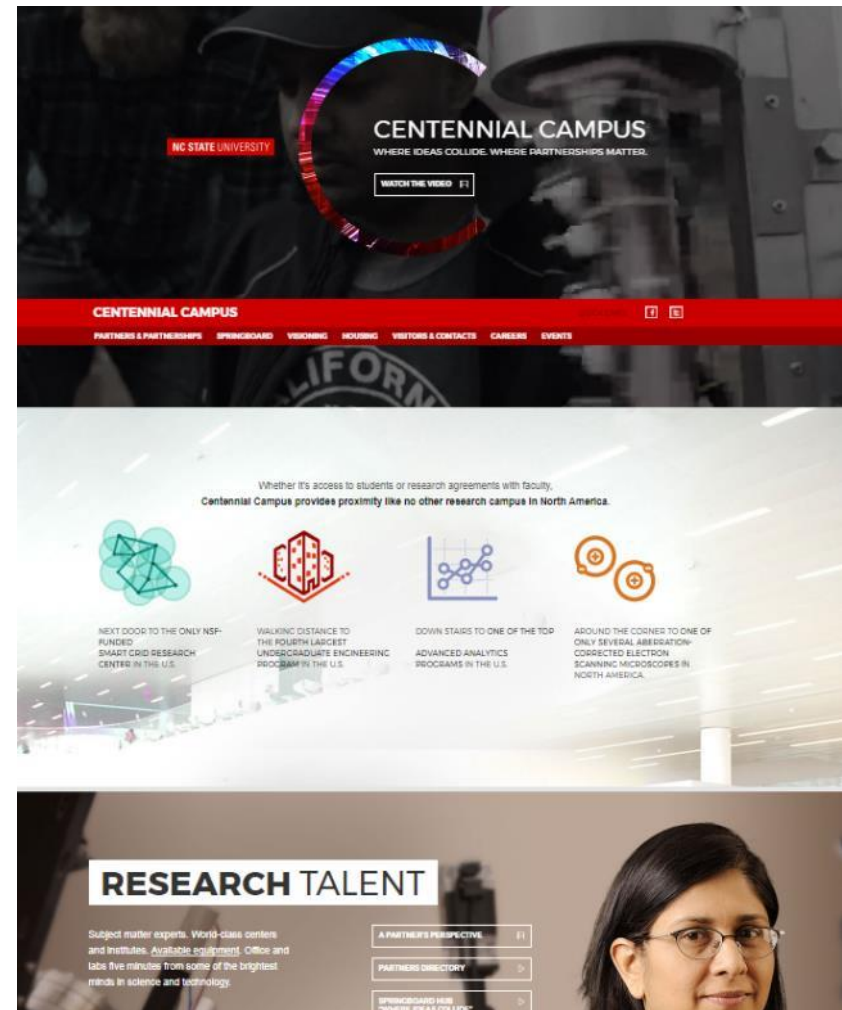 NC STATE UNIVERSITY
CENTENNIAL CAMPUS
WHERE IDEAS COLLIDE. WHERE PARTNERSHIPS MATTER.
WATCH THE VIDEO
CENTENNIAL CAMPUS
PARTNERS & PARTNERSHIPS SPRINGBOARD VISIONING HOUSING VISITORS & CONTACTS CAREERS EVENTS
ALIFORN
Whether it's access to students or research agreements with faculty,
Centennial Campus provides proximity like no other research campus in North America.
NEXT DOOR TO THE ONLY NSF-
FUNDED
SMART GRID RESEARCH
CENTER IN THE U.S.
WALKING DISTANCE TO
THE FOURTH LARGEST
UNDERGRADUATE ENGINEERING
PROGRAM IN THE U.S.
DOWN STAIRS TO ONE OF THE TOP
ADVANCED ANALYTICS
PROGRAMS IN THE U.S.
AROUND THE CORNER TO ONE OF
ONLY SEVERAL ABERRATION-
CORRECTED ELECTRON
SCANNING MICROSCOPES IN
NORTH AMERICA.
RESEARCH TALENT
Subject matter experts. World-class centers
and institutes. Available equipment. Office and
labs five minutes from some of the brightest
minds in science and technology.
A PARTNER'S PERSPECTIVE
PARTNERS DIRECTORY
SPRINGBOARD HUB
"WHERE IDEAS COLLIDE"